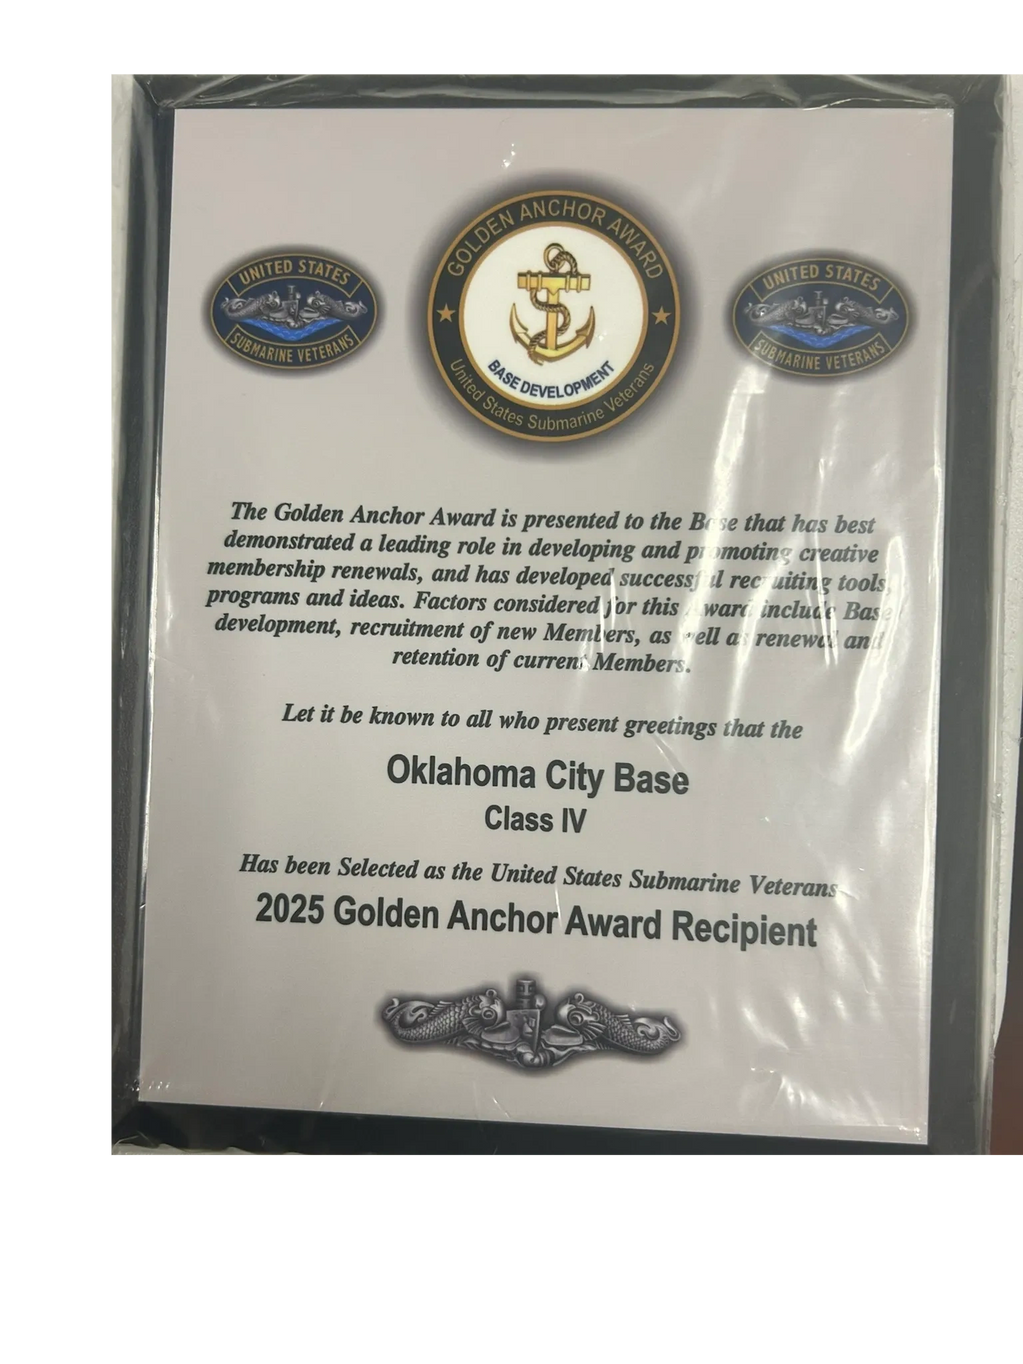 GOLDEN ANCHOR AWARD
UNITED STATES
SUBMARINE VETERANS
BASE DEVELOPMENT
United States Submarine Veterans
UNITED STATES
SUBMARINE VETERANS
The Golden Anchor Award is presented to the Base that has best
demonstrated a leading role in developing and promoting creative
membership renewals, and has developed successful recruiting tools,
programs and ideas. Factors considered for this Award include Base
development, recruitment of new Members, as well as renewal and
retention of current Members.
Let it be known to all who present greetings that the
Oklahoma City Base
Class IV
Has been Selected as the United States Submarine Veterans
2025 Golden Anchor Award Recipient